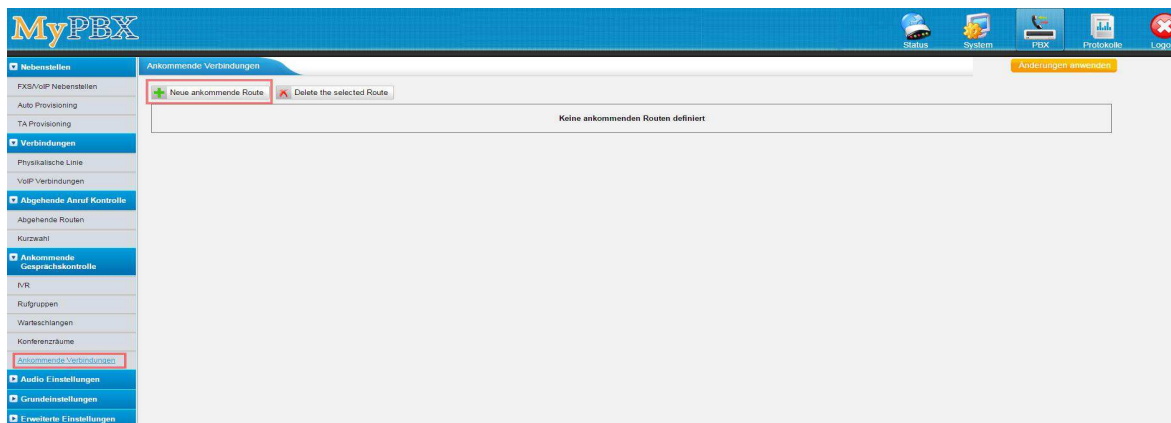 MyPBX
Status
System
PBX
Protokolle
Logo
Nebenstellen
FXS/VoIP Nebenstellen
Auto Provisioning
TA Provisioning
Verbindungen
Physikalische Linie
VoIP Verbindungen
Abgehende Anruf Kontrolle
Abgehende Routen
Kurzwahl
Ankommende
Gesprächskontrolle
IVR
Rufgruppen
Warteschlangen
Konferenzräume
Ankommende Verbindungen
Audio Einstellungen
Grundeinstellungen
Erweiterte Einstellungen
Ankommende Verbindungen
Änderungen anwenden
Neue ankommende Route
Delete the selected Route
Keine ankommenden Routen definiert